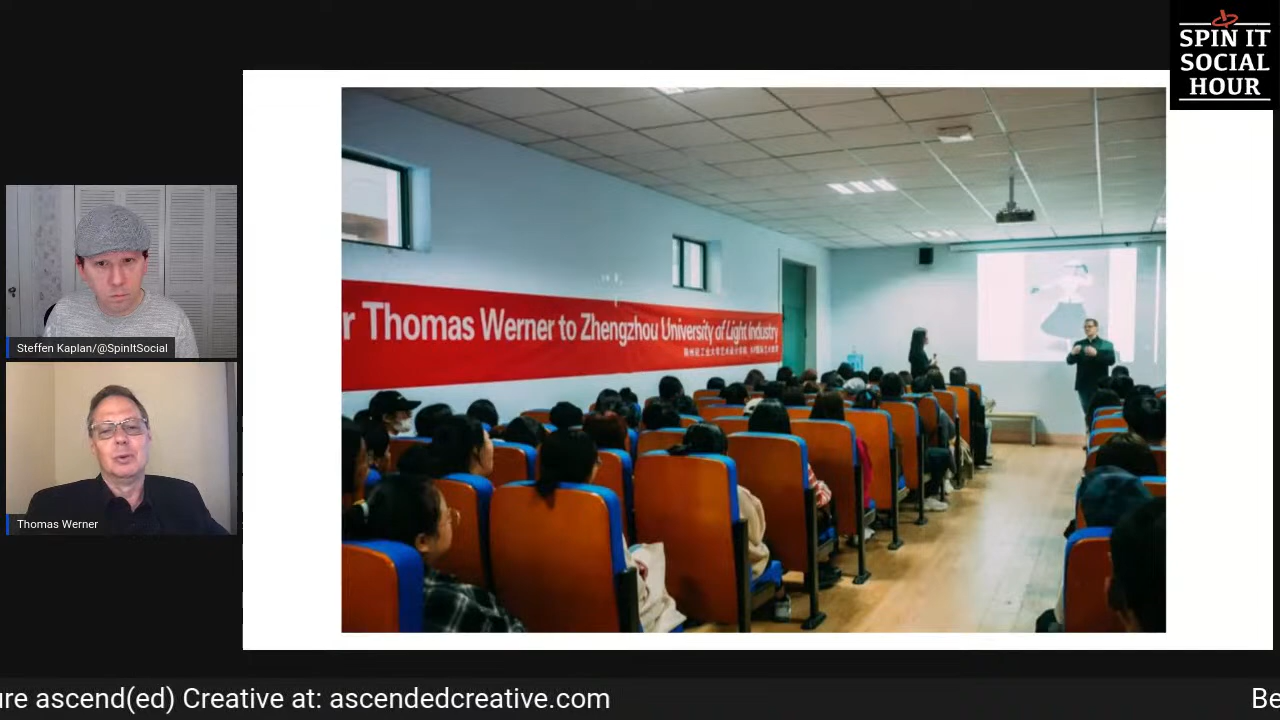 SPIN IT
SOCIAL
HOUR
r Thomas Werner to Zhengzhou University of Light Industry
Steffen Kaplan/@SpinItSocial
Thomas Werner
ure ascend(ed) Creative at: ascendedcreative.com
Be